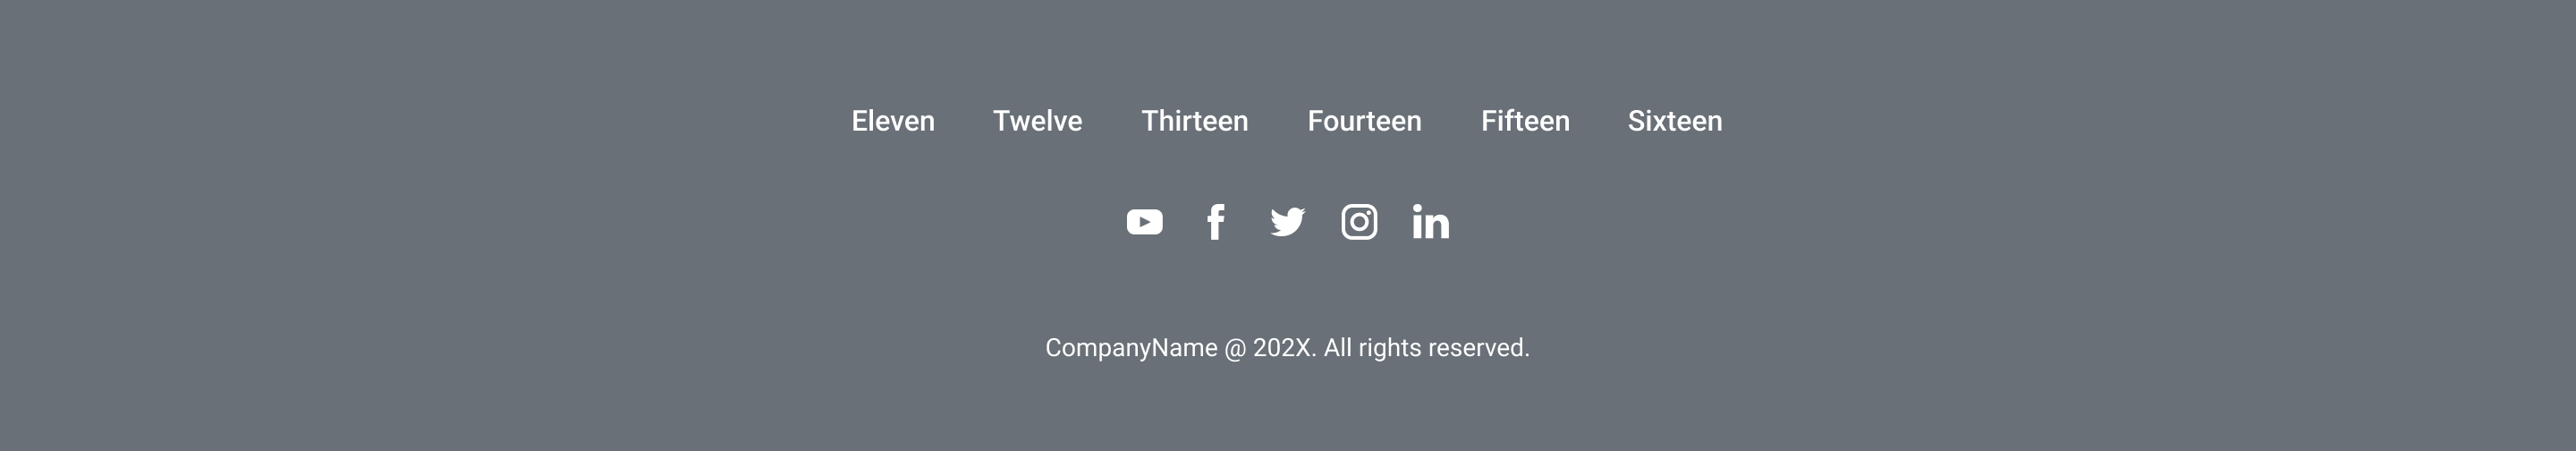 Eleven Twelve Thirteen Fourteen Fifteen Sixteen
CompanyName @ 202X. All rights reserved.